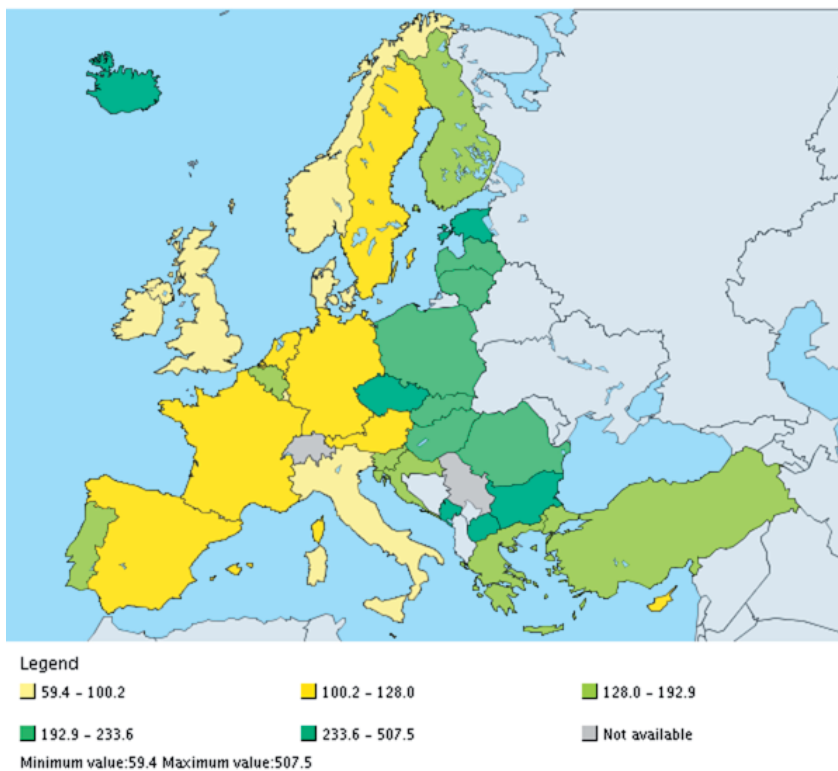 Legend
59.4 - 100.2 100.2 - 128.0 128.0 - 192.9
192.9 - 233.6 233.6 - 507.5 Not available
Minimum value:59.4 Maximum value:507.5